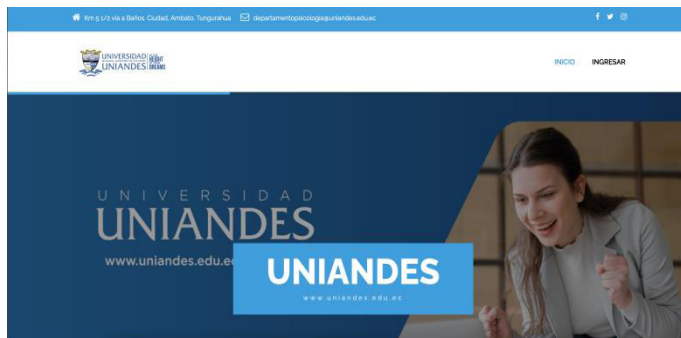 Km 5 1/2 vía a Baños. Ciudad. Ambato, Tungurahua departamentopsicologia@uniandes.edu.ec
UNIVERSIDAD
UNIANDES
INICIO INGRESAR
UNIVERSIDAD
UNIANDES
www.uniandes.edu.e
UNIANDES
www.uniandes.edu.ec